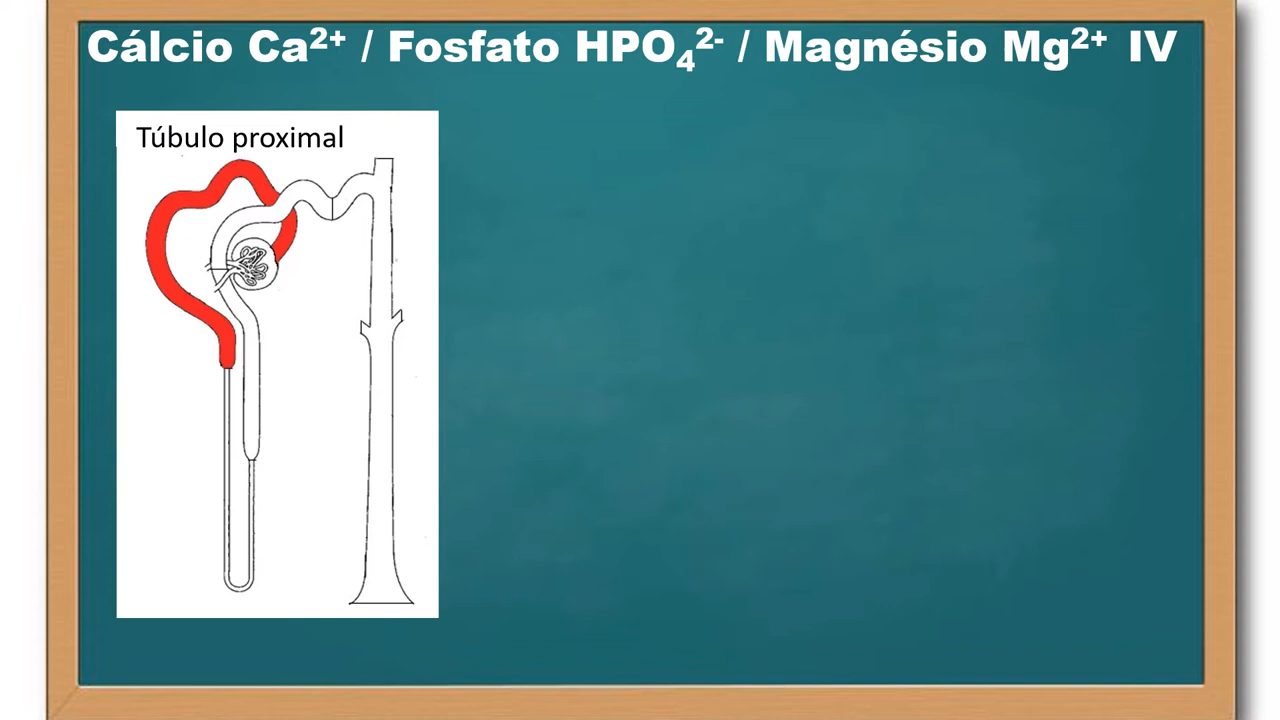 Cálcio Ca²⁺ / Fosfato HPO₄²⁻ / Magnésio Mg²⁺ IV
Túbulo proximal